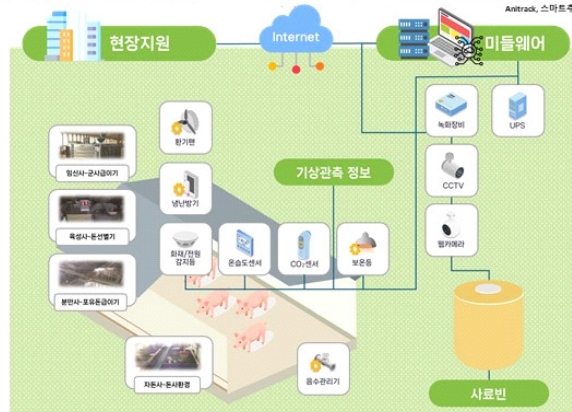 Anitrack, 스마트주
현장지원
Internet
미들웨어
녹화장비
UPS
환기팬
임신사-군사급이기
CCTV
기상관측 정보
냉난방기
육성사-돈선별기
웹카메라
화재/전원
감지등
온습도센서
CO₂센서
보온등
분만사-포유돈급이기
자돈사-돈사환경
음수관리기
사료빈